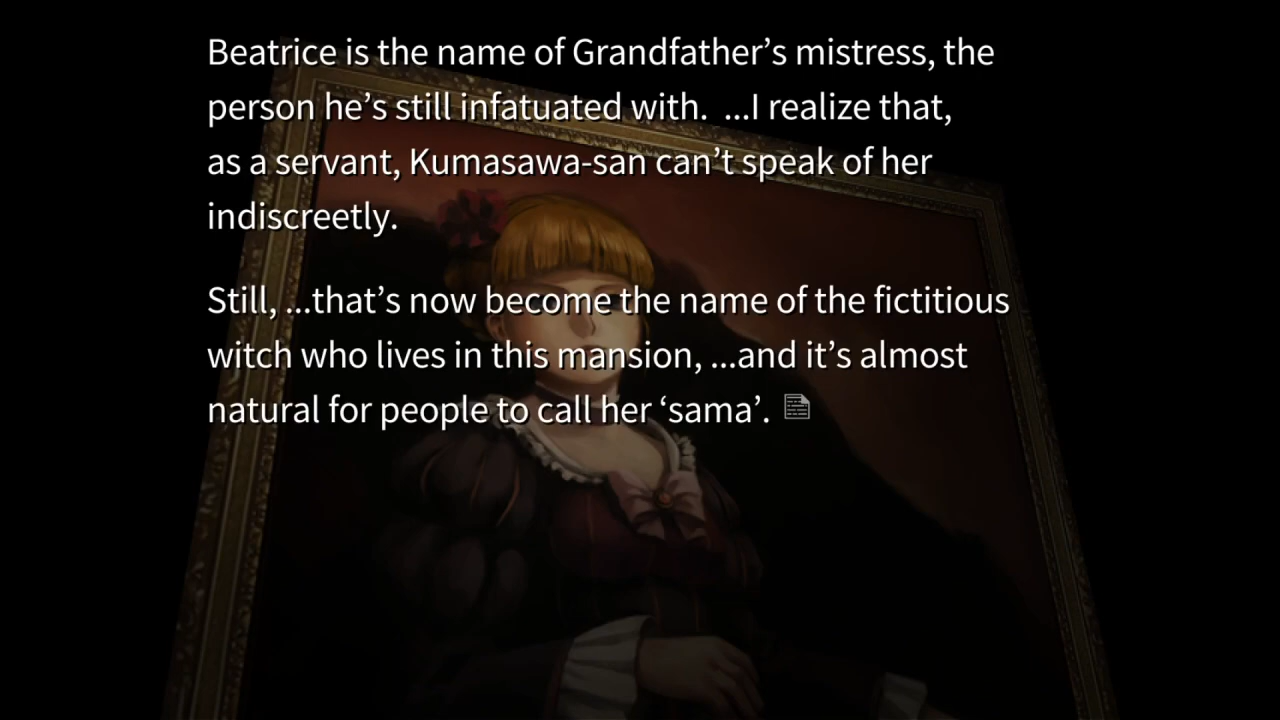 Beatrice is the name of Grandfather’s mistress, the
person he’s still infatuated with.  ...I realize that,
as a servant, Kumasawa-san can’t speak of her
indiscreetly.
Still, ...that’s now become the name of the fictitious
witch who lives in this mansion, ...and it’s almost
natural for people to call her ‘sama’.